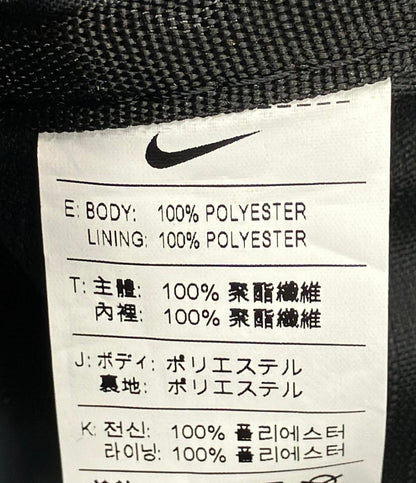 E: BODY: 100% POLYESTER
LINING: 100% POLYESTER
T: 主體: 100% 聚酯纖維
內裡: 100% 聚酯纖維
J: ボディ: ポリエステル
裏地: ポリエステル
K: 전신: 100% 폴리에스터
라이닝: 100% 폴리에스터